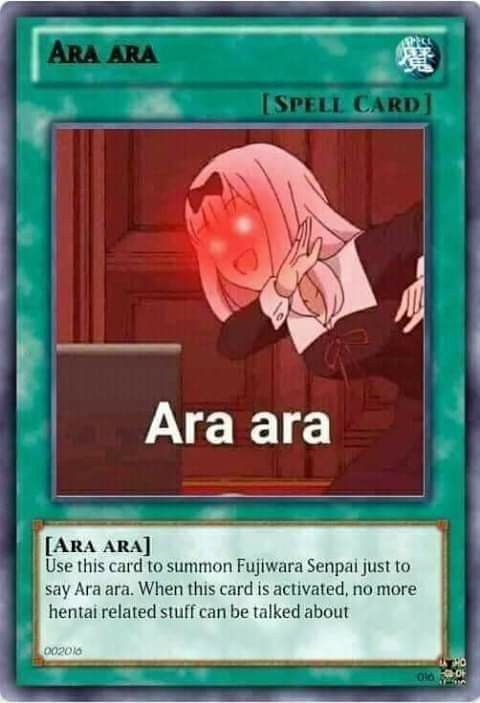 ARA ARA
[SPELL CARD]
Ara ara
[ARA ARA]
Use this card to summon Fujiwara Senpai just to
say Ara ara. When this card is activated, no more
hentai related stuff can be talked about
002016
016